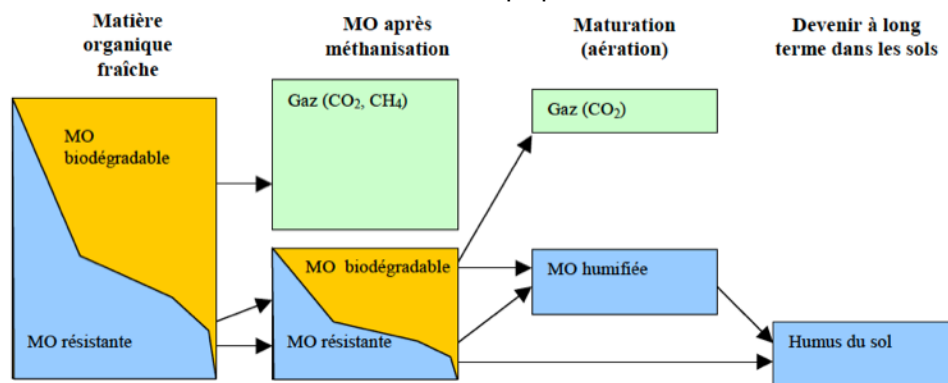 Matière
organique
fraîche
MO après
méthanisation
Maturation
(aération)
Devenir à long
terme dans les sols
MO
biodégradable
MO résistante
Gaz (CO₂, CH₄)
MO biodégradable
MO résistante
Gaz (CO₂)
MO humifiée
Humus du sol